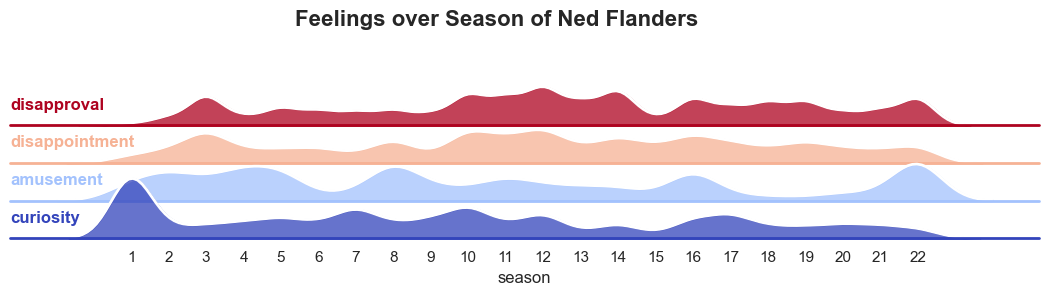 Feelings over Season of Ned Flanders
disapproval
disappointment
amusement
curiosity
1 2 3 4 5 6 7 8 9 10 11 12 13 14 15 16 17 18 19 20 21 22
season